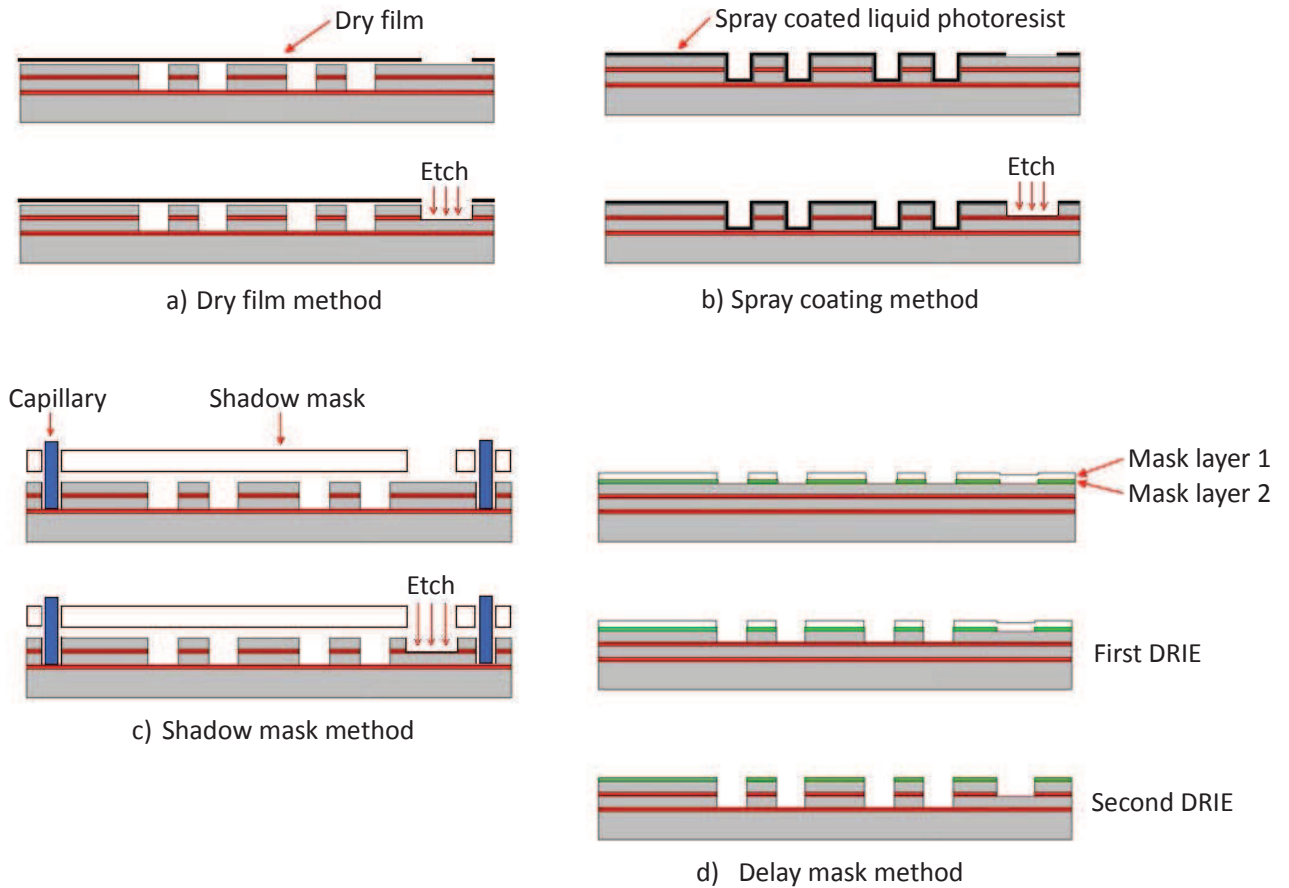 Dry film
Etch
a) Dry film method
Spray coated liquid photoresist
Etch
b) Spray coating method
Capillary
Shadow mask
Etch
c) Shadow mask method
Mask layer 1
Mask layer 2
First DRIE
Second DRIE
d) Delay mask method